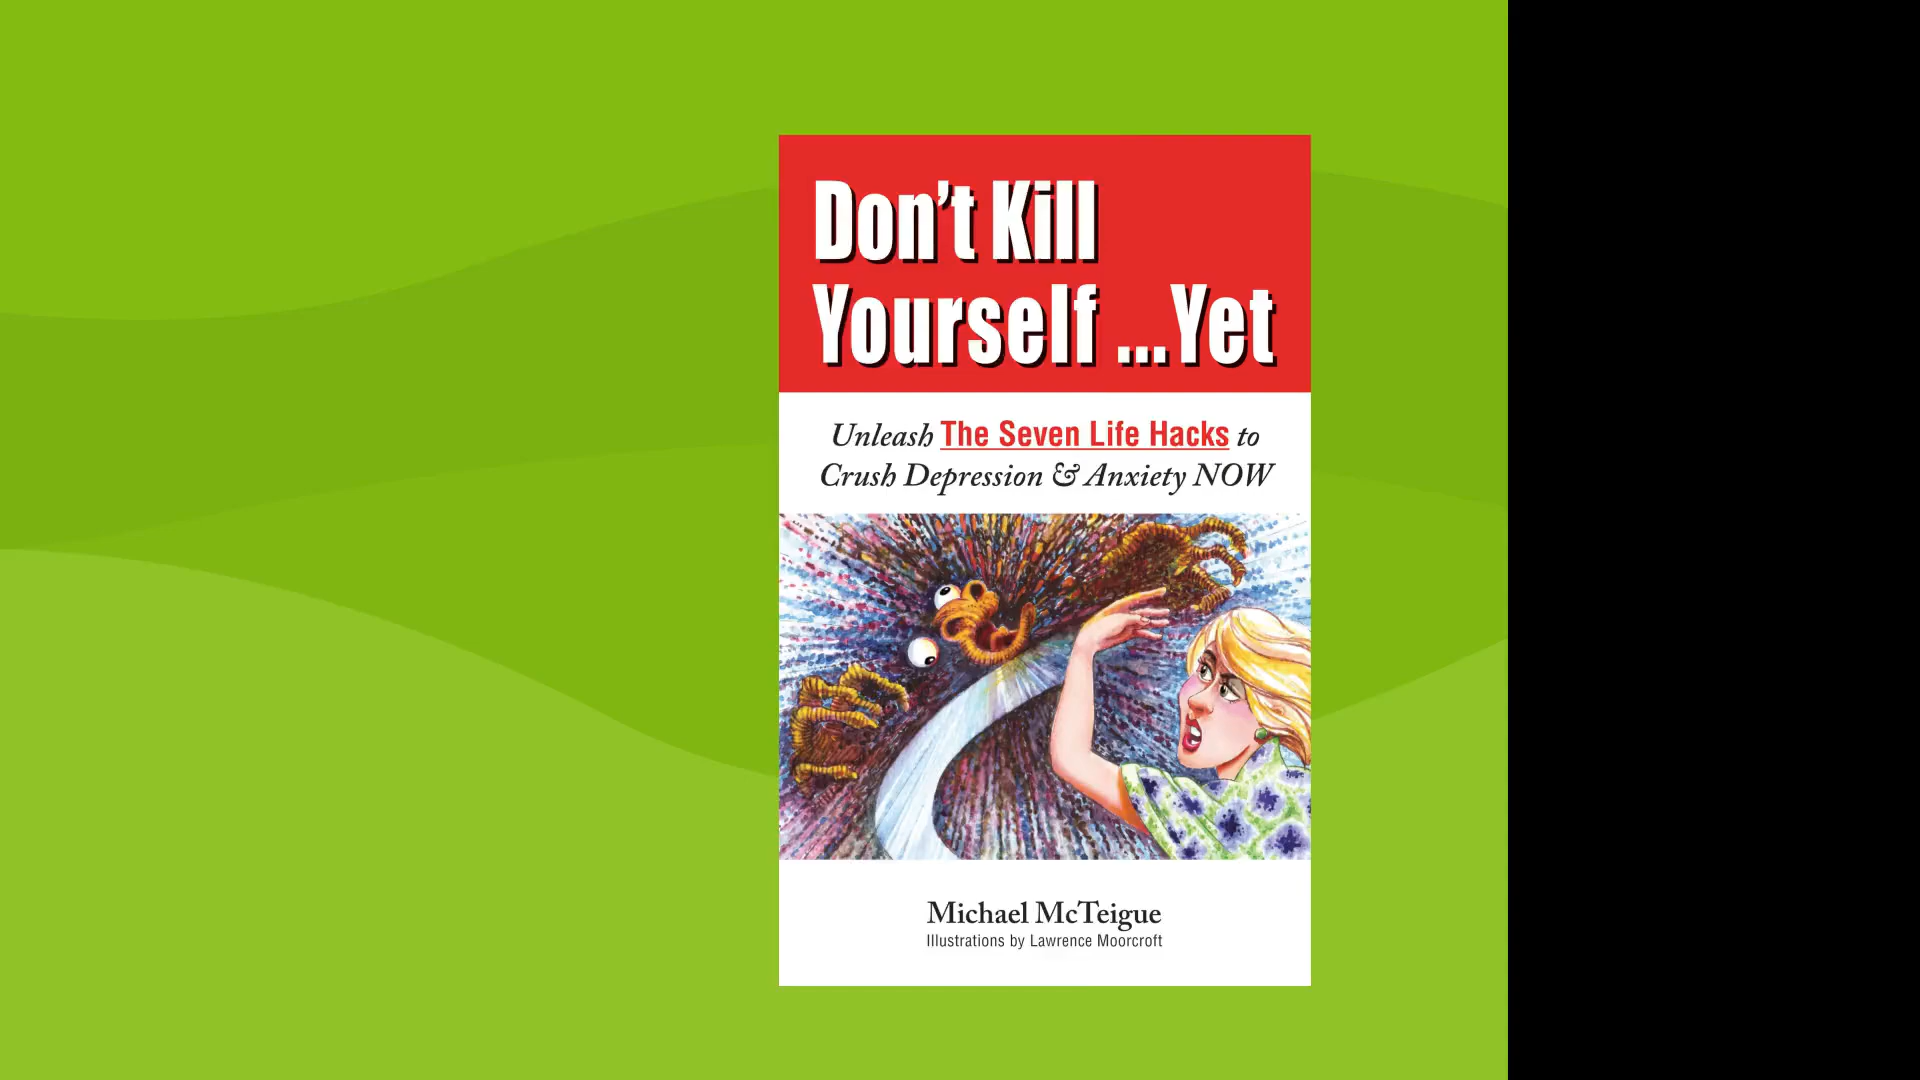 Don't Kill
Yourself ...Yet
Unleash The Seven Life Hacks to
Crush Depression & Anxiety NOW
Michael McTeigue
Illustrations by Lawrence Moorcroft